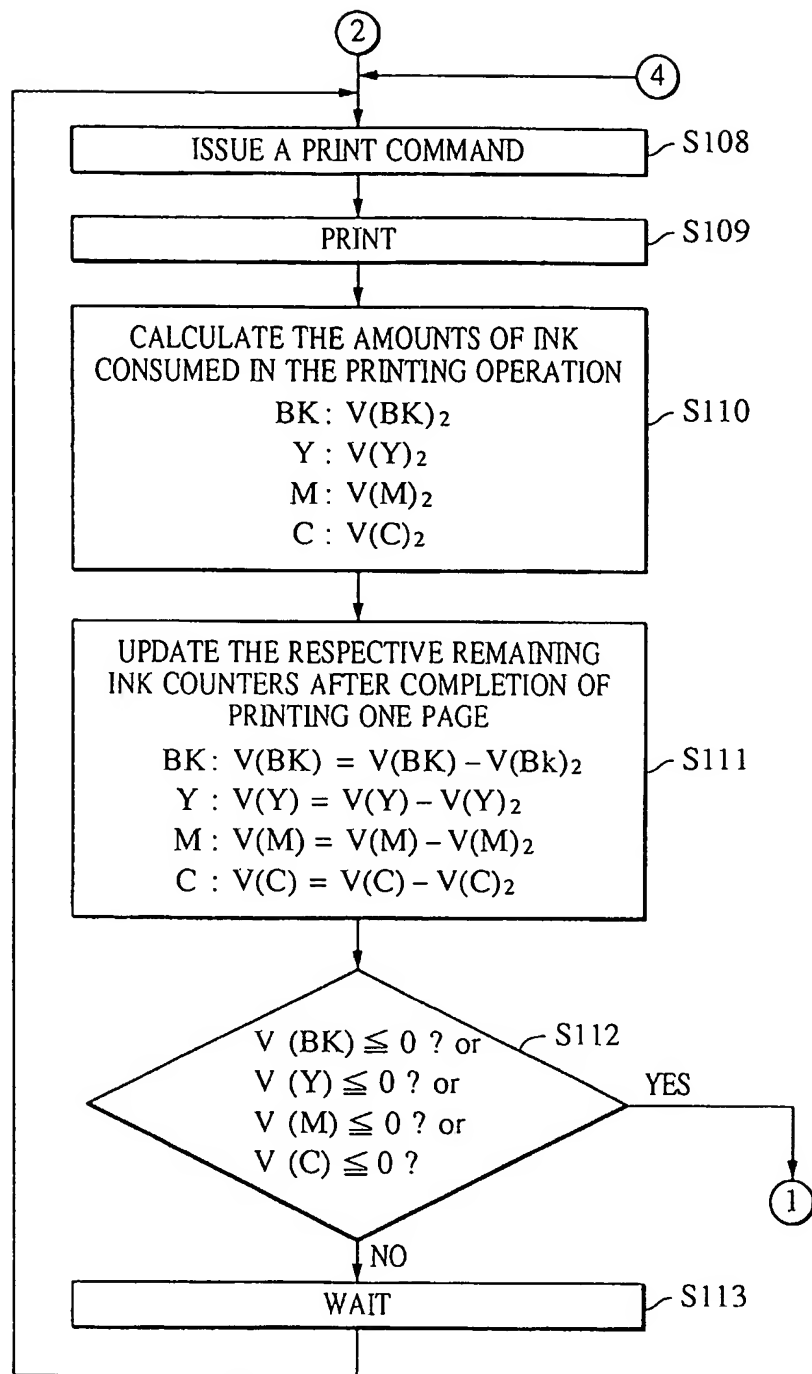 2
4
ISSUE A PRINT COMMAND
S108
PRINT
S109
CALCULATE THE AMOUNTS OF INK
CONSUMED IN THE PRINTING OPERATION
BK : V(BK)₂
Y : V(Y)₂
M : V(M)₂
C : V(C)₂
S110
UPDATE THE RESPECTIVE REMAINING
INK COUNTERS AFTER COMPLETION OF
PRINTING ONE PAGE
BK : V(BK) = V(BK) – V(Bk)₂
Y : V(Y) = V(Y) – V(Y)₂
M : V(M) = V(M) – V(M)₂
C : V(C) = V(C) – V(C)₂
S111
V (BK) ≦ 0 ? or
V (Y) ≦ 0 ? or
V (M) ≦ 0 ? or
V (C) ≦ 0 ?
S112
YES
1
NO
WAIT
S113